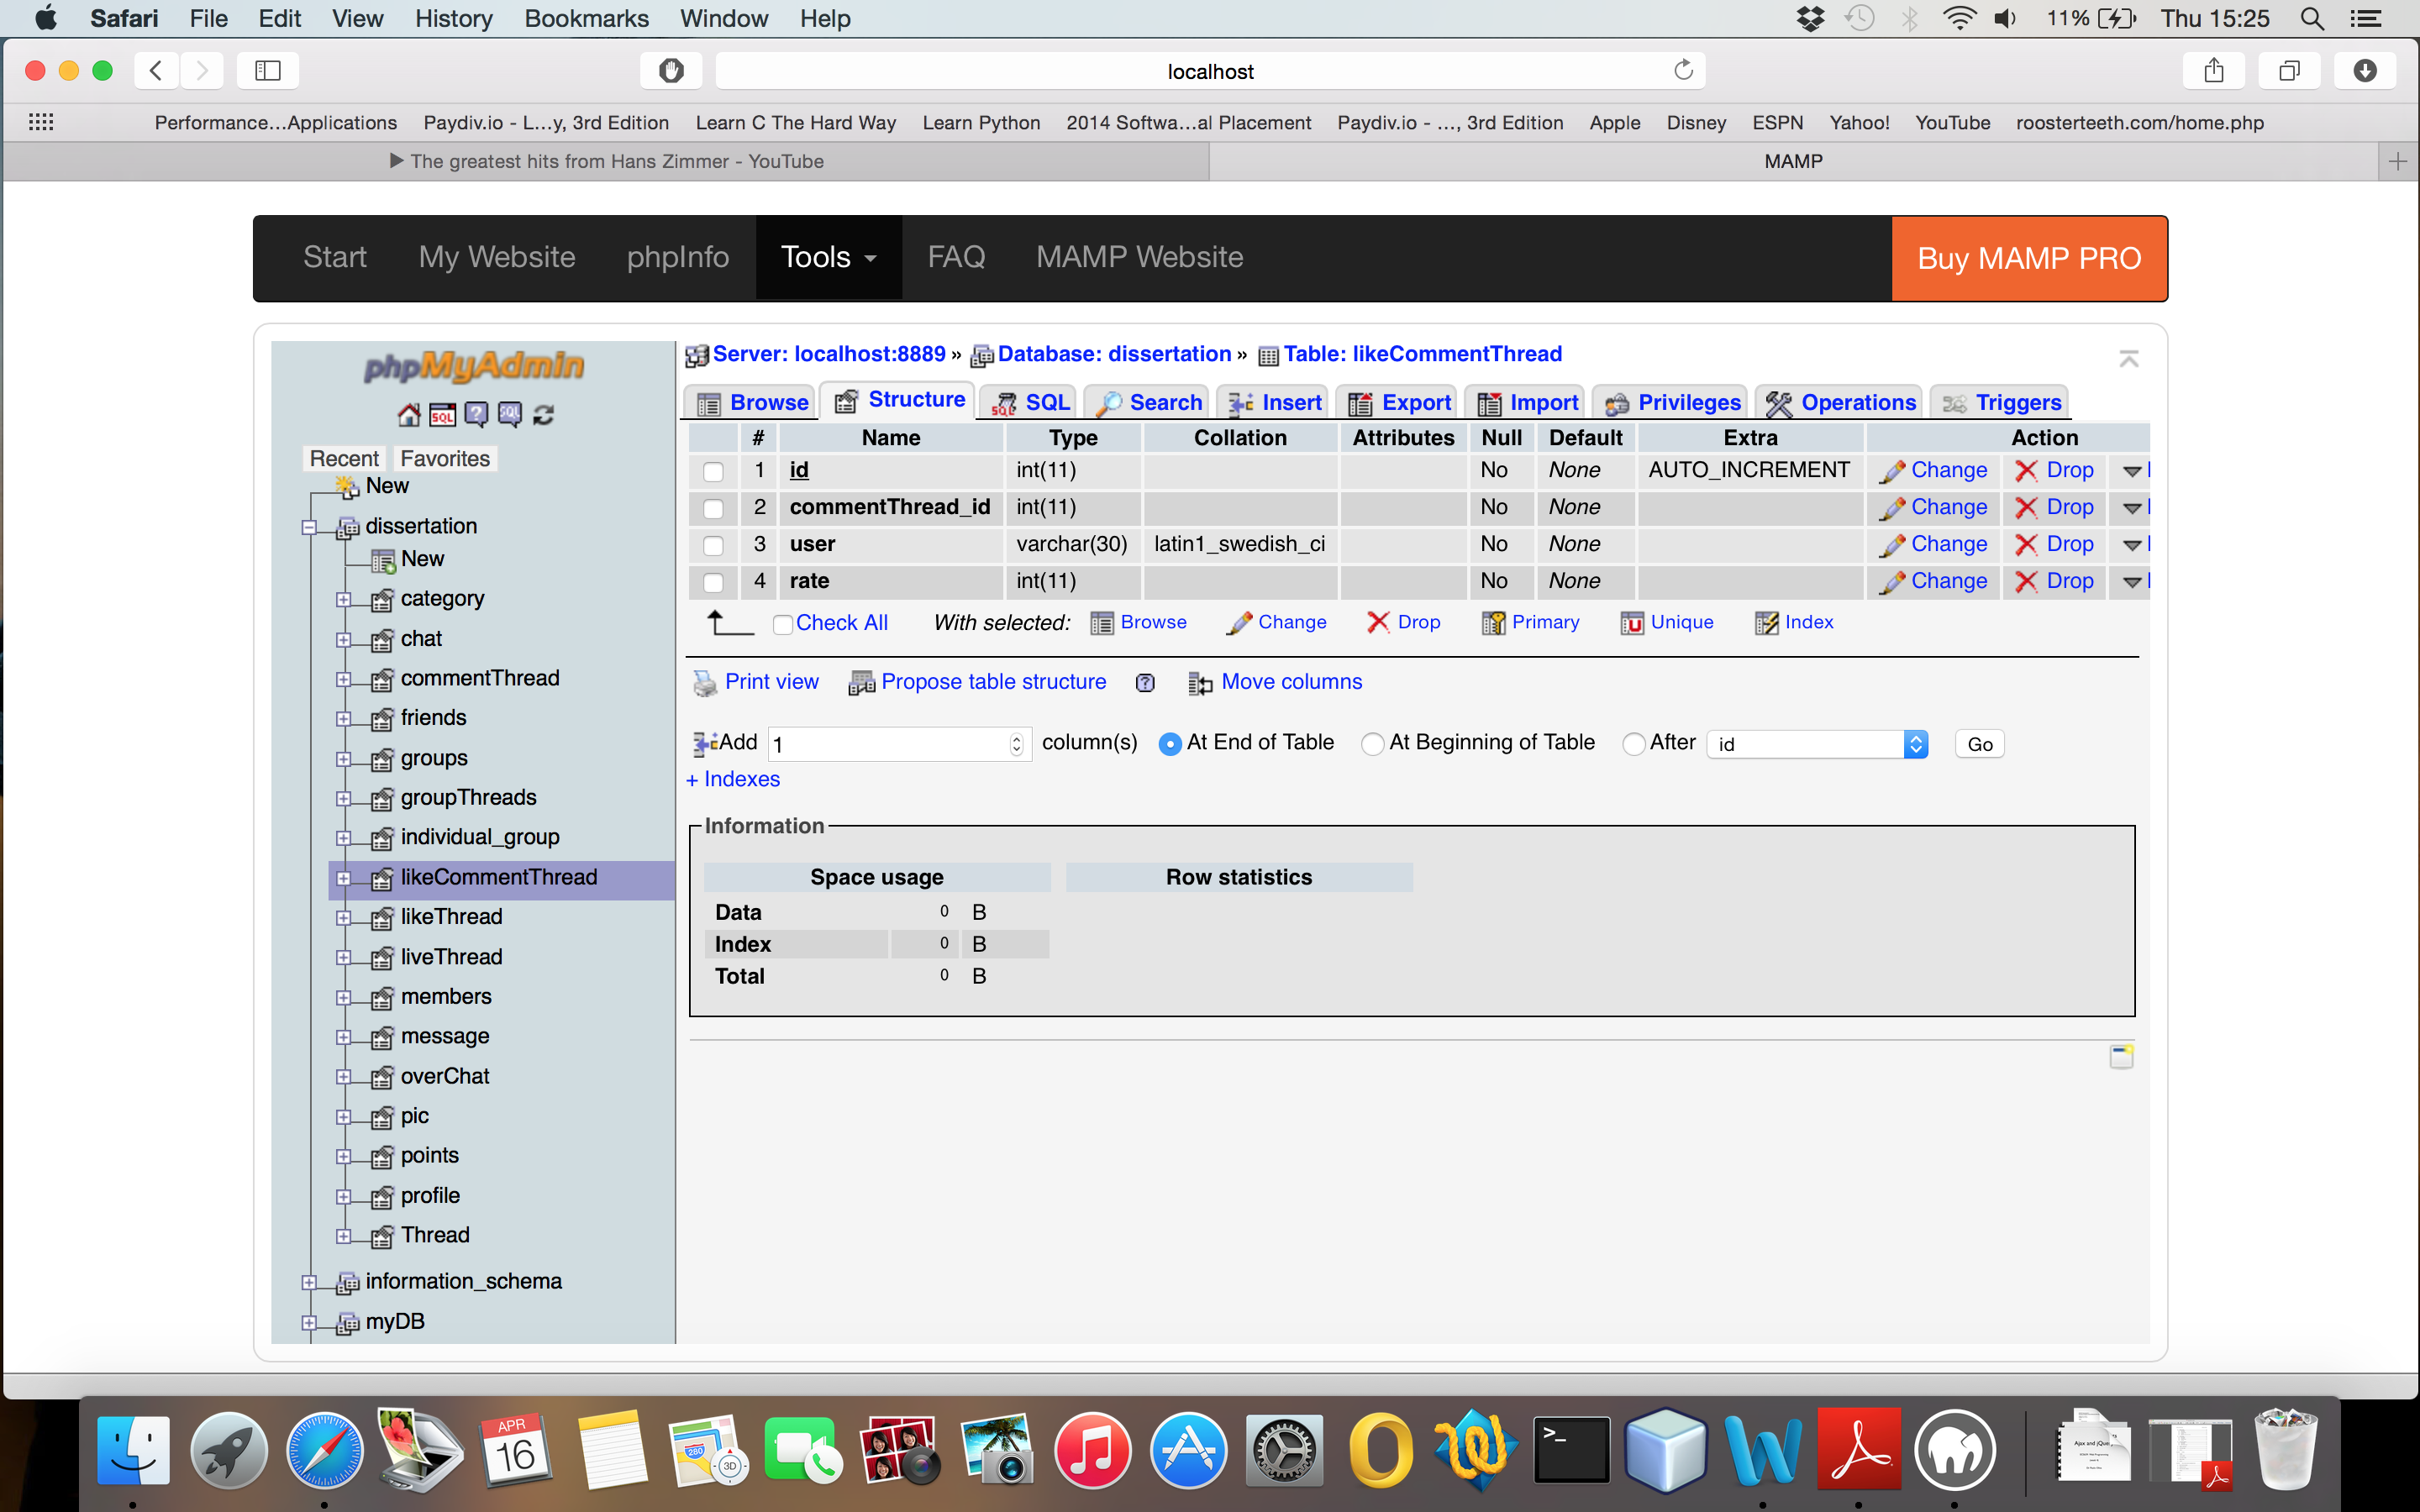 Safari File Edit View History Bookmarks Window Help 11% Thu 15:25
localhost
Performance...Applications Paydiv.io - L...y, 3rd Edition Learn C The Hard Way Learn Python 2014 Softwa...al Placement Paydiv.io - ..., 3rd Edition Apple Disney ESPN Yahoo! YouTube roosterteeth.com/home.php
The greatest hits from Hans Zimmer - YouTube MAMP
Start My Website phpInfo Tools FAQ MAMP Website Buy MAMP PRO
phpMyAdmin
SQL ? SQL
Recent Favorites
New
dissertation
New
category
chat
commentThread
friends
groups
groupThreads
individual_group
likeCommentThread
likeThread
liveThread
members
message
overChat
pic
points
profile
Thread
information_schema
myDB
Server: localhost:8889 » Database: dissertation » Table: likeCommentThread
Browse Structure SQL Search Insert Export Import Privileges Operations Triggers
# Name Type Collation Attributes Null Default Extra Action
1 id int(11) No None AUTO_INCREMENT Change Drop
2 commentThread_id int(11) No None Change Drop
3 user varchar(30) latin1_swedish_ci No None Change Drop
4 rate int(11) No None Change Drop
Check All With selected: Browse Change Drop Primary Unique Index
Print view Propose table structure ? Move columns
Add 1 column(s) At End of Table At Beginning of Table After id Go
+ Indexes
Information
Space usage Row statistics
Data 0 B
Index 0 B
Total 0 B
APR
16
280
3D
>_
Ajax and jQuery